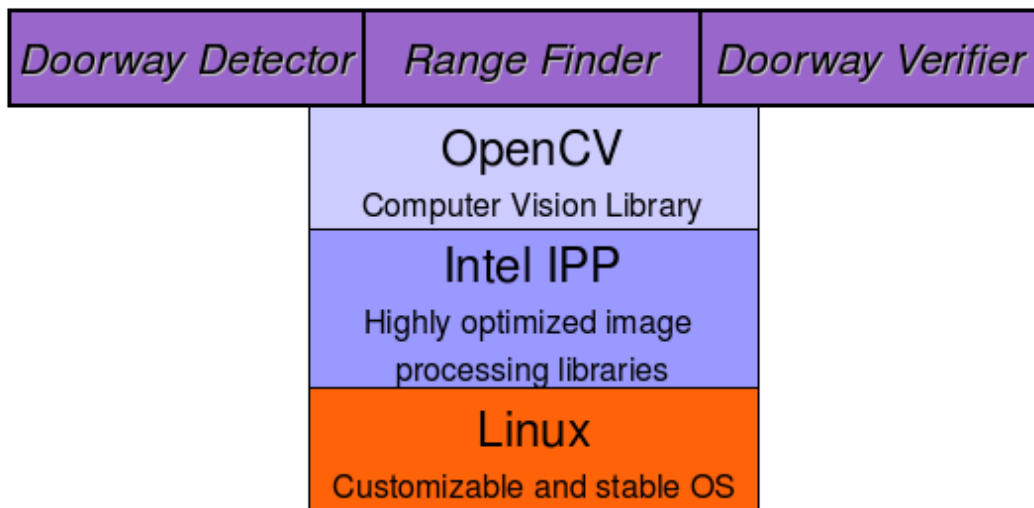 Doorway Detector Range Finder Doorway Verifier
OpenCV
Computer Vision Library
Intel IPP
Highly optimized image
processing libraries
Linux
Customizable and stable OS